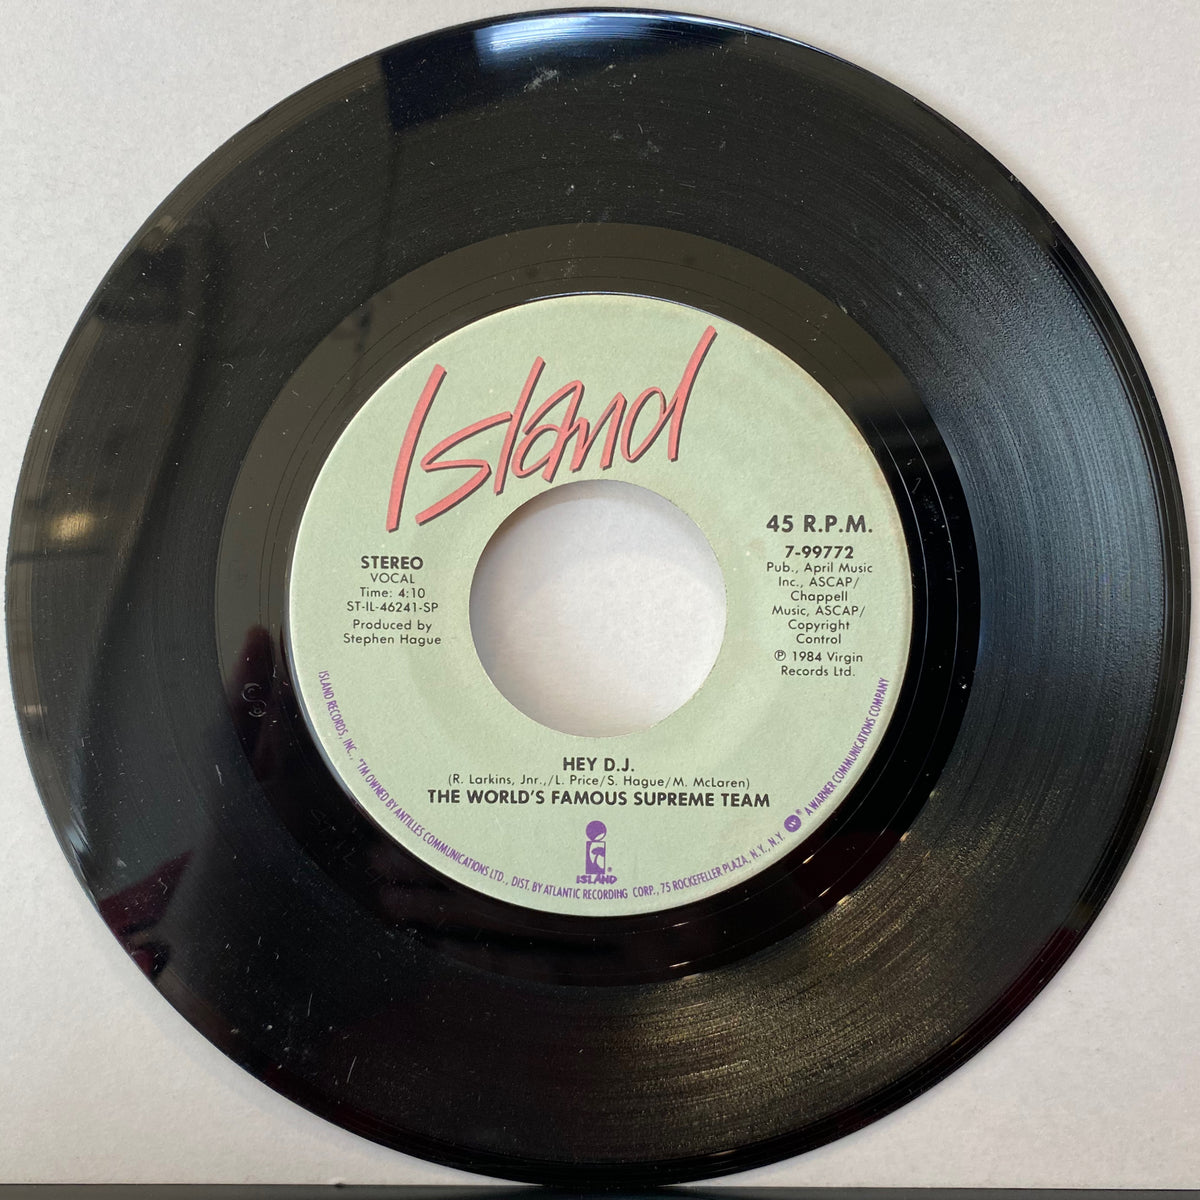 Island
STEREO
VOCAL
Time: 4:10
ST-IL-46241-SP
Produced by
Stephen Hague
45 R.P.M.
7-99772
Pub., April Music
Inc., ASCAP/
Chappell
Music, ASCAP/
Copyright
Control
℗ 1984 Virgin
Records Ltd.
HEY D.J.
(R. Larkins, Jnr.,/L. Price/S. Hague/M. McLaren)
THE WORLD'S FAMOUS SUPREME TEAM
ISLAND®
ISLAND RECORDS, INC., "TM OWNED BY ANTILLES COMMUNICATIONS LTD., DIST. BY ATLANTIC RECORDING CORP., 75 ROCKEFELLER PLAZA, N.Y., N.Y. W® A WARNER COMMUNICATIONS COMPANY